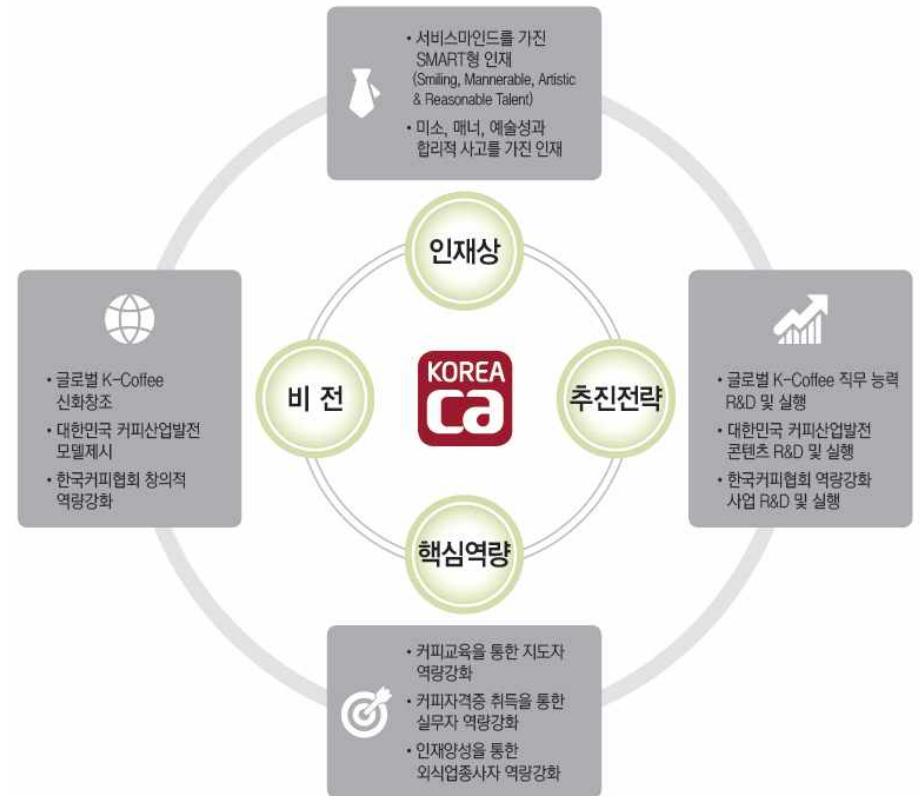 • 서비스마인드를 가진
SMART형 인재
(Smiling, Mannerable, Artistic
& Reasonable Talent)
• 미소, 매너, 예술성과
합리적 사고를 가진 인재
인재상
• 글로벌 K-Coffee
신화창조
• 대한민국 커피산업발전
모델제시
• 한국커피협회 창의적
역량강화
비 전
KOREA
ca
추진전략
• 글로벌 K-Coffee 직무 능력
R&D 및 실행
• 대한민국 커피산업발전
콘텐츠 R&D 및 실행
• 한국커피협회 역량강화
사업 R&D 및 실행
핵심역량
• 커피교육을 통한 지도자
역량강화
• 커피자격증 취득을 통한
실무자 역량강화
• 인재양성을 통한
외식업종사자 역량강화